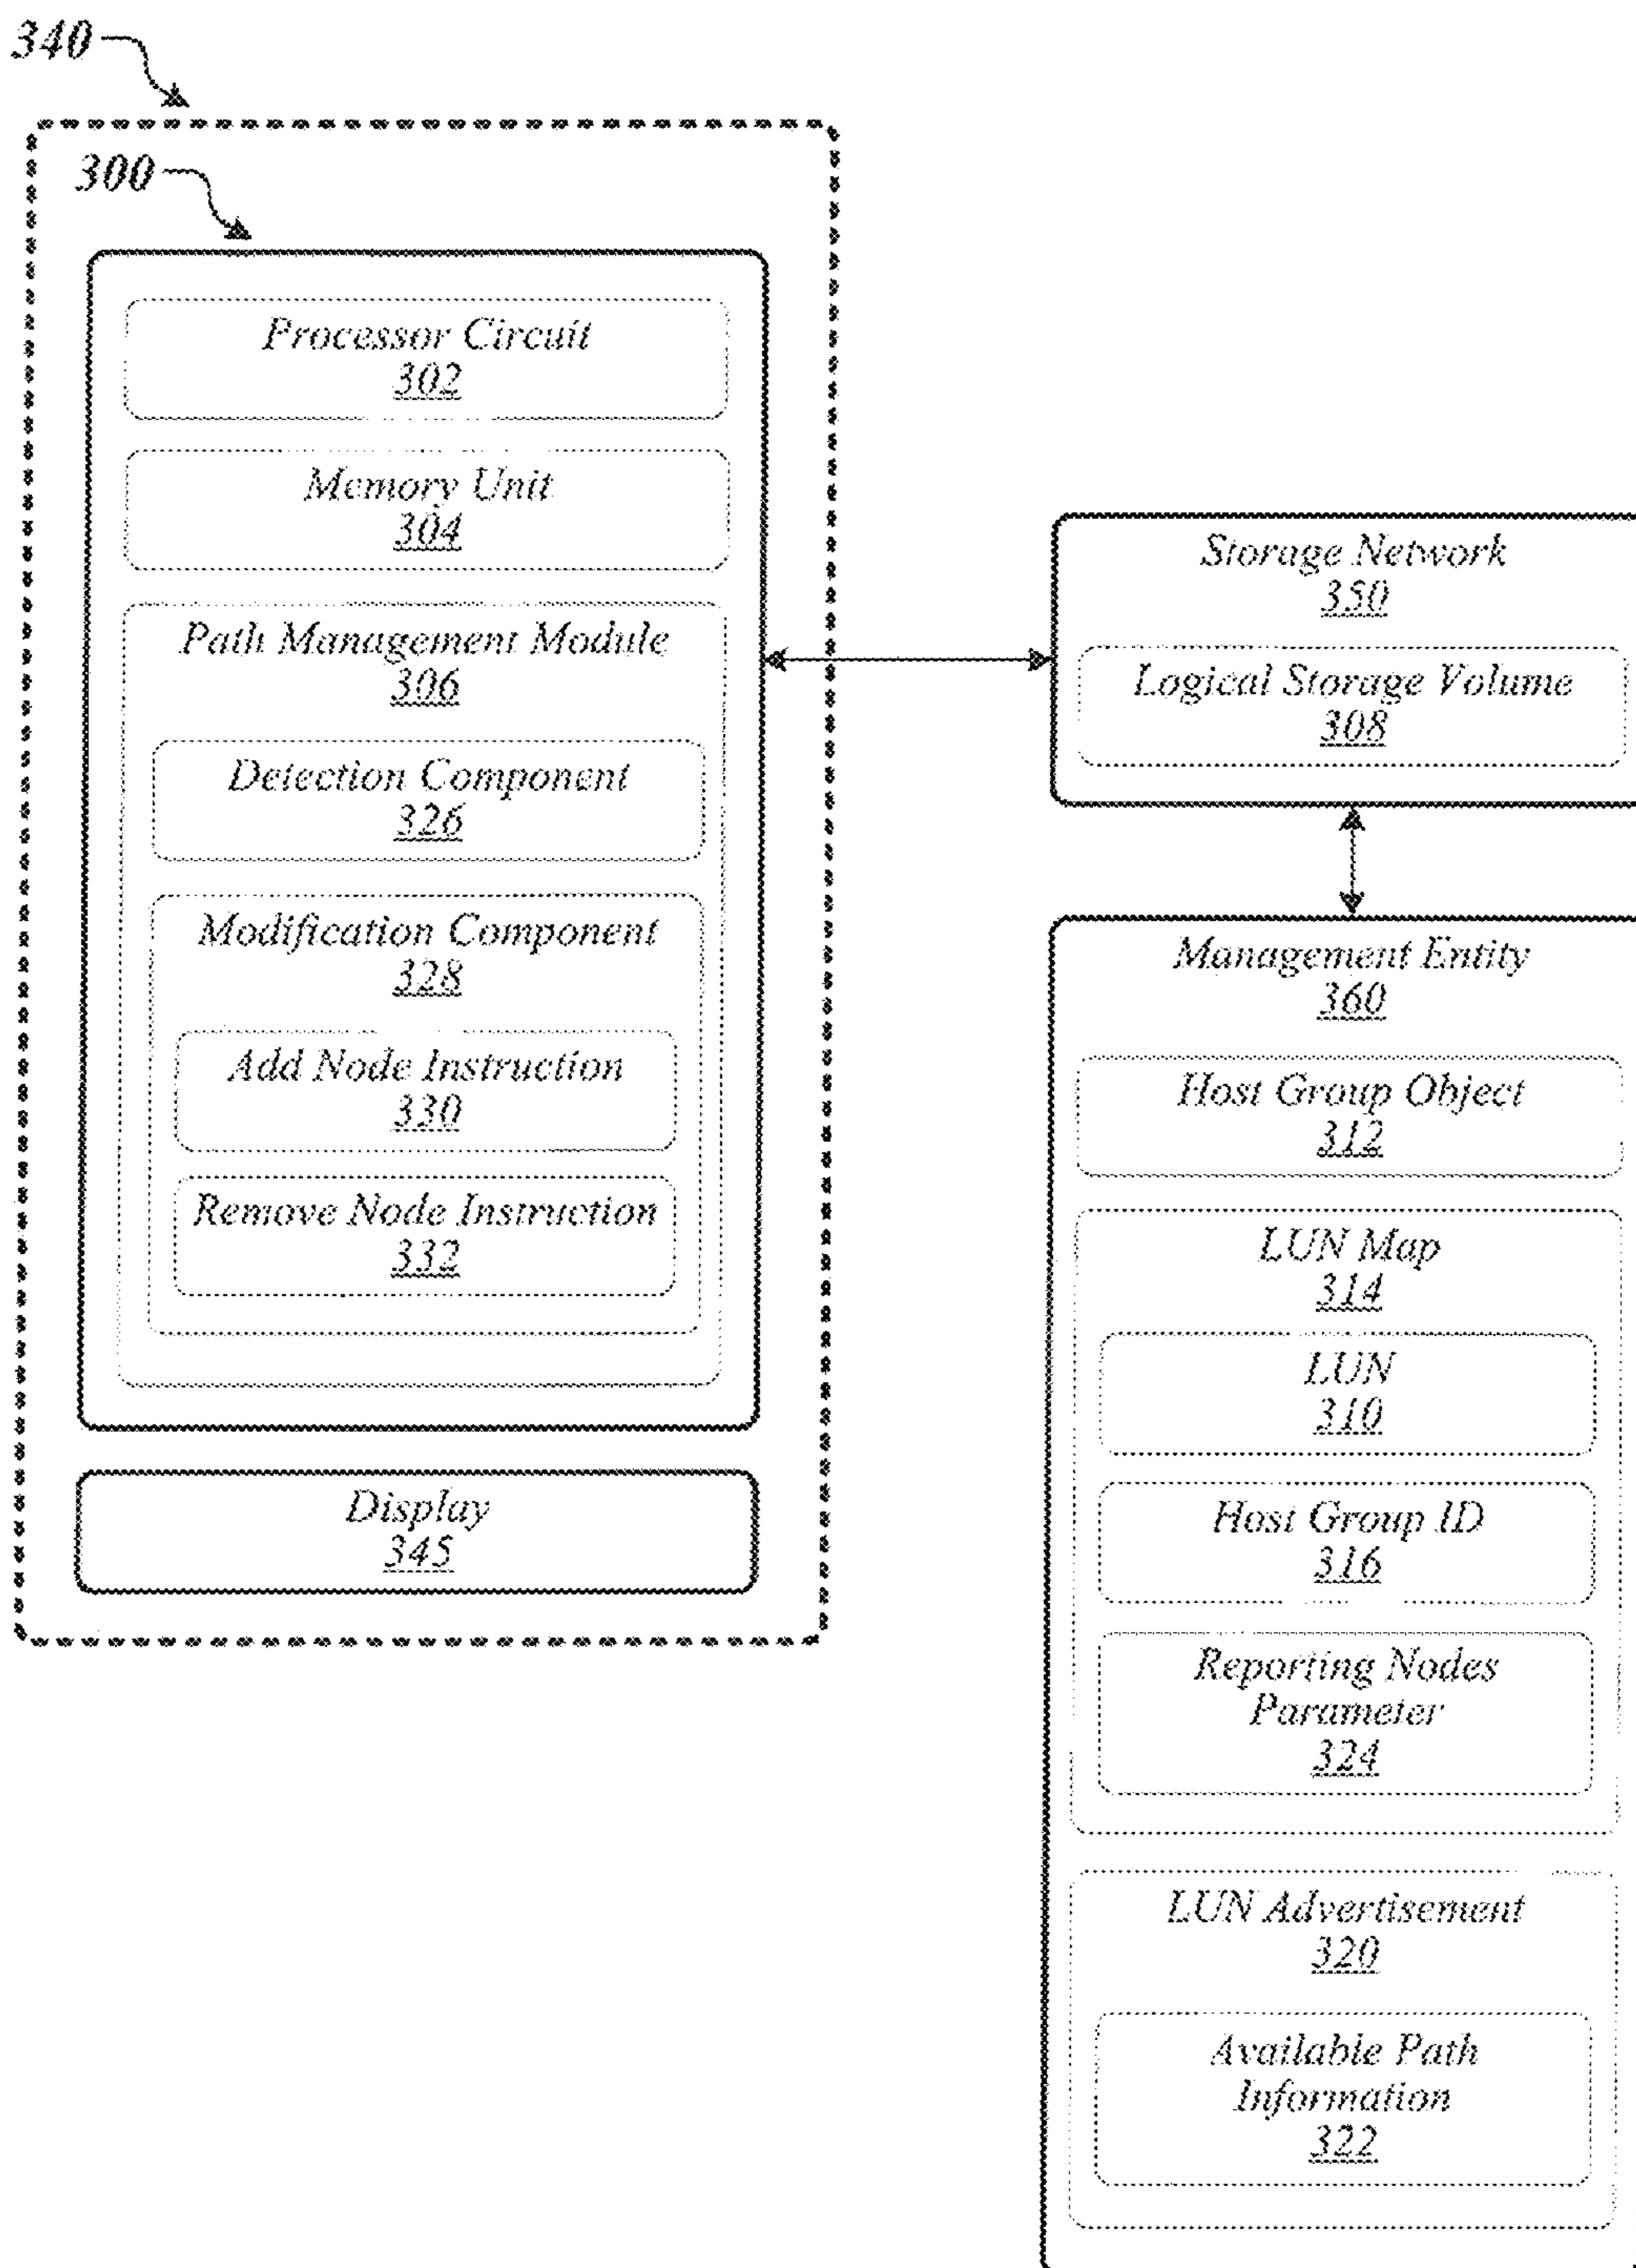 340
300
Processor Circuit
302
Memory Unit
304
Path Management Module
306
Detection Component
326
Modification Component
328
Add Node Instruction
330
Remove Node Instruction
332
Display
345
Storage Network
350
Logical Storage Volume
308
Management Entity
360
Host Group Object
312
LUN Map
314
LUN
310
Host Group ID
316
Reporting Nodes
Parameter
324
LUN Advertisement
320
Available Path
Information
322